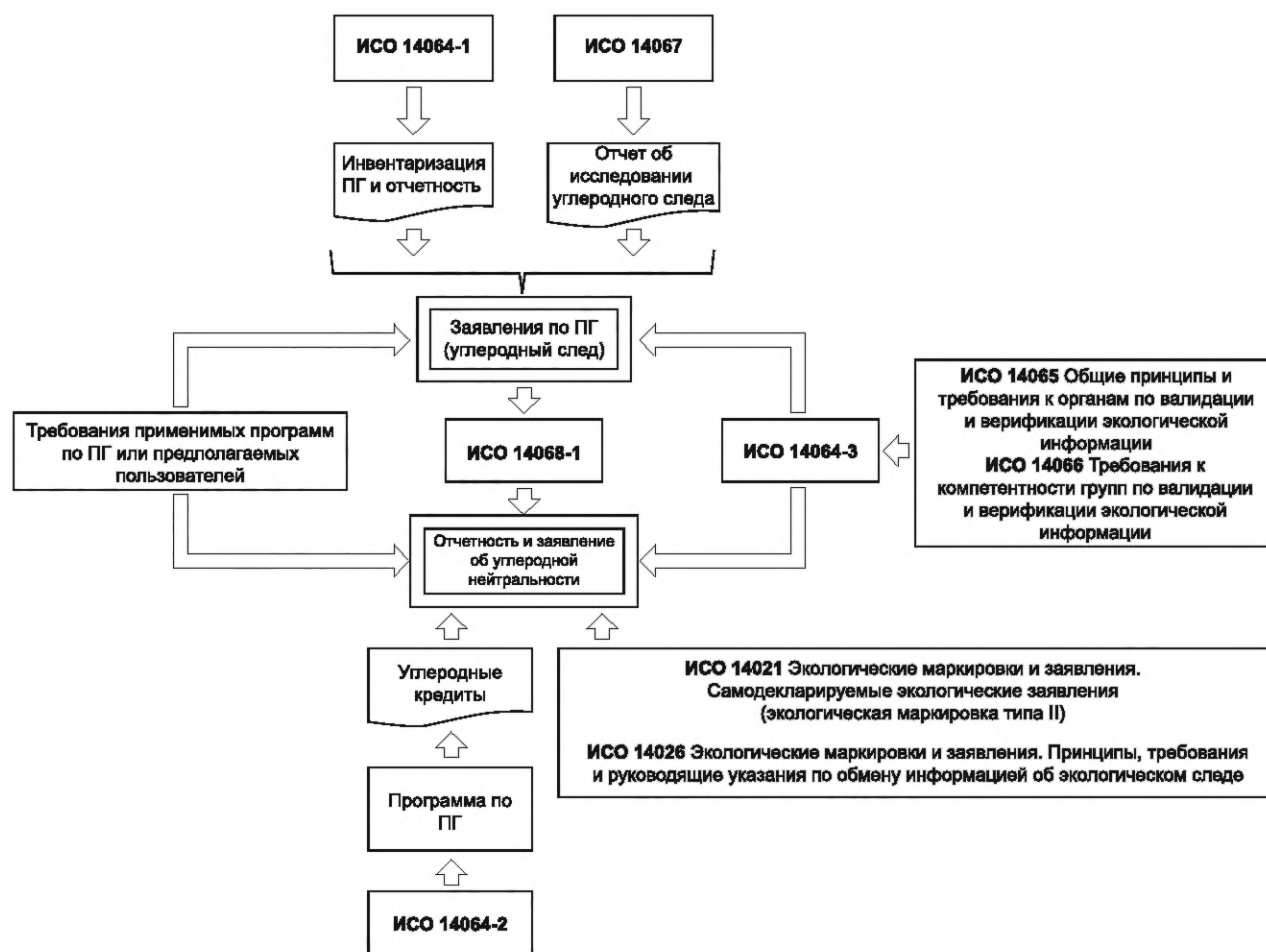 ИСО 14064-1
ИСО 14067
Инвентаризация
ПГ и отчетность
Отчет об
исследовании
углеродного следа
Заявления по ПГ
(углеродный след)
Требования применимых программ
по ПГ или предполагаемых
пользователей
ИСО 14068-1
ИСО 14064-3
ИСО 14065 Общие принципы и
требования к органам по валидации
и верификации экологической
информации
ИСО 14066 Требования к
компетентности групп по валидации
и верификации экологической
информации
Отчетность и заявление
об углеродной
нейтральности
Углеродные
кредиты
ИСО 14021 Экологические маркировки и заявления.
Самодекларируемые экологические заявления
(экологическая маркировка типа II)
ИСО 14026 Экологические маркировки и заявления. Принципы, требования
и руководящие указания по обмену информацией об экологическом следе
Программа по
ПГ
ИСО 14064-2